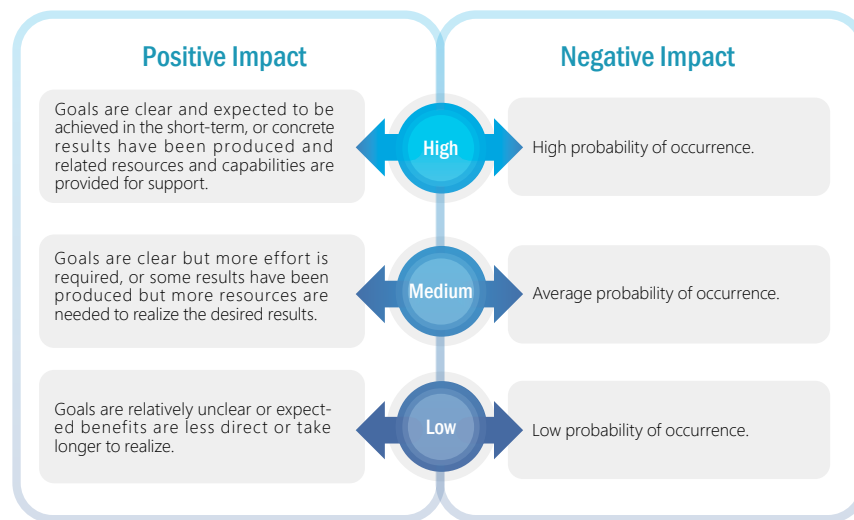 Positive Impact
Negative Impact
Goals are clear and expected to be
achieved in the short-term, or concrete
results have been produced and
related resources and capabilities are
provided for support.
High
High probability of occurrence.
Goals are clear but more effort is
required, or some results have been
produced but more resources are
needed to realize the desired results.
Medium
Average probability of occurrence.
Goals are relatively unclear or expect-
ed benefits are less direct or take
longer to realize.
Low
Low probability of occurrence.